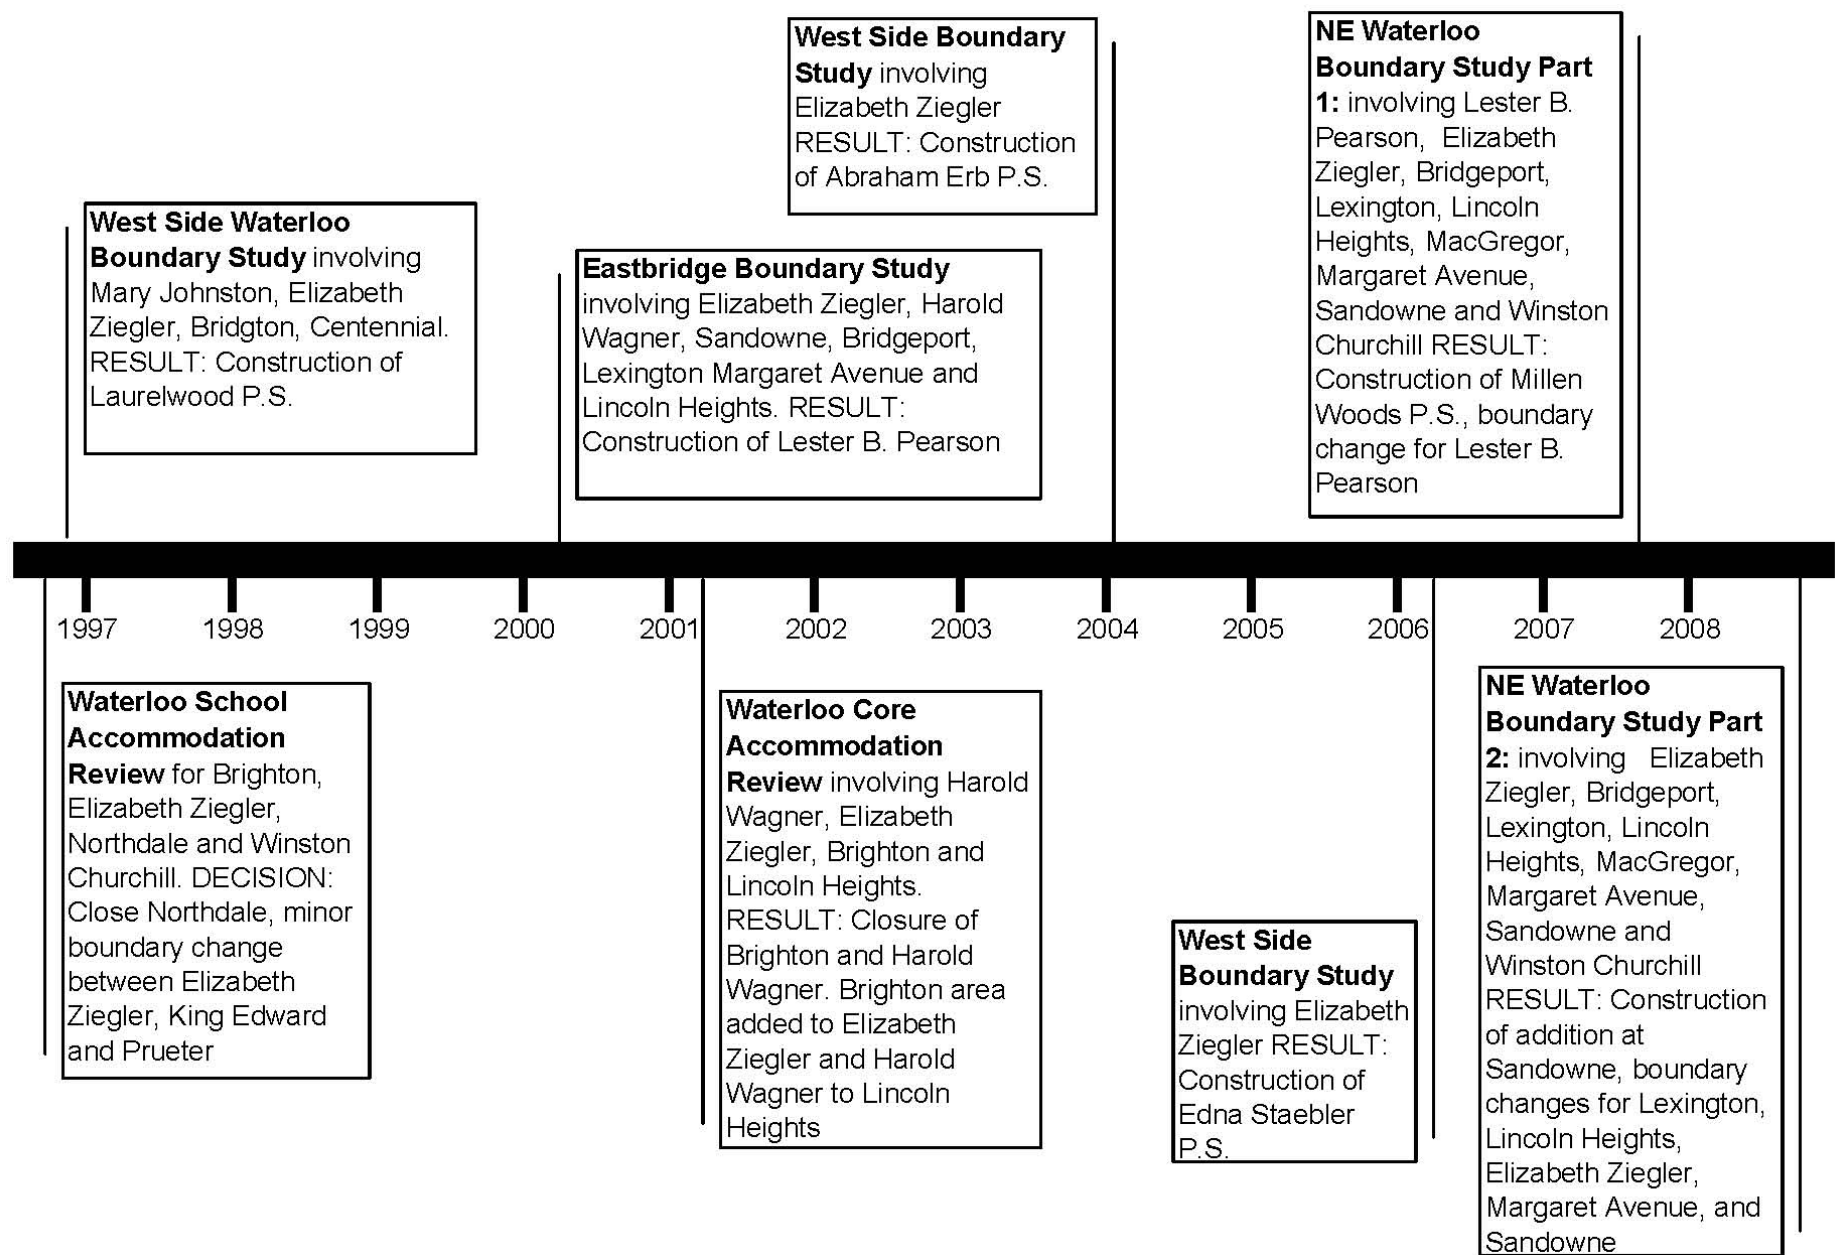 West Side Boundary
Study involving
Elizabeth Ziegler
RESULT: Construction
of Abraham Erb P.S.
NE Waterloo
Boundary Study Part
1: involving Lester B.
Pearson, Elizabeth
Ziegler, Bridgeport,
Lexington, Lincoln
Heights, MacGregor,
Margaret Avenue,
Sandowne and Winston
Churchill RESULT:
Construction of Millen
Woods P.S., boundary
change for Lester B.
Pearson
West Side Waterloo
Boundary Study involving
Mary Johnston, Elizabeth
Ziegler, Bridgton, Centennial.
RESULT: Construction of
Laurelwood P.S.
Eastbridge Boundary Study
involving Elizabeth Ziegler, Harold
Wagner, Sandowne, Bridgeport,
Lexington Margaret Avenue and
Lincoln Heights. RESULT:
Construction of Lester B. Pearson
1997 1998 1999 2000 2001 2002 2003 2004 2005 2006 2007 2008
Waterloo School
Accommodation
Review for Brighton,
Elizabeth Ziegler,
Northdale and Winston
Churchill. DECISION:
Close Northdale, minor
boundary change
between Elizabeth
Ziegler, King Edward
and Prueter
Waterloo Core
Accommodation
Review involving Harold
Wagner, Elizabeth
Ziegler, Brighton and
Lincoln Heights.
RESULT: Closure of
Brighton and Harold
Wagner. Brighton area
added to Elizabeth
Ziegler and Harold
Wagner to Lincoln
Heights
West Side
Boundary Study
involving Elizabeth
Ziegler RESULT:
Construction of
Edna Staebler
P.S.
NE Waterloo
Boundary Study Part
2: involving Elizabeth
Ziegler, Bridgeport,
Lexington, Lincoln
Heights, MacGregor,
Margaret Avenue,
Sandowne and
Winston Churchill
RESULT: Construction
of addition at
Sandowne, boundary
changes for Lexington,
Lincoln Heights,
Elizabeth Ziegler,
Margaret Avenue, and
Sandowne